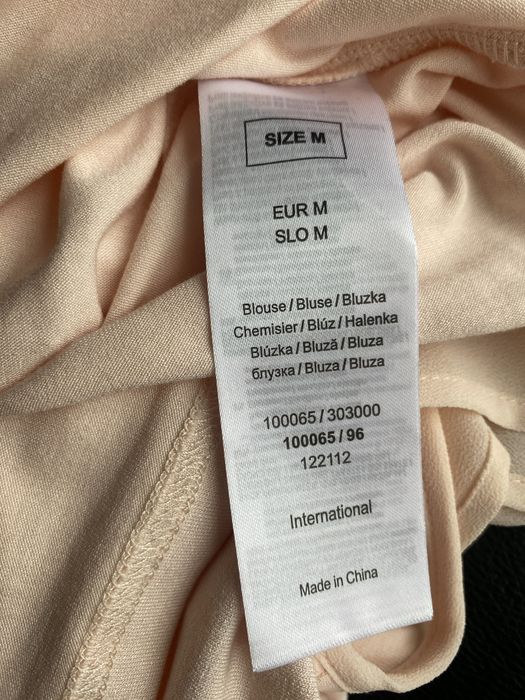 SIZE M
EUR M
SLO M
Blouse / Bluse / Bluzka
Chemisier / Blúz / Halenka
Blúzka / Bluză / Bluza
блузка / Bluza / Bluza
100065 / 303000
100065 / 96
122112
International
Made in China